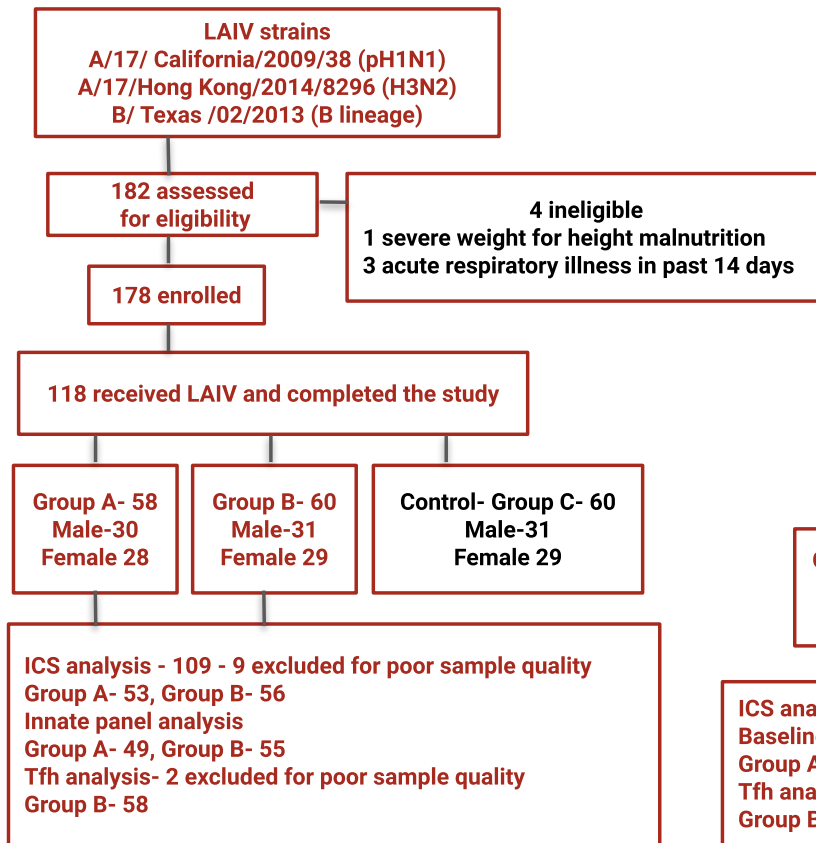 LAIV strains
A/17/ California/2009/38 (pH1N1)
A/17/Hong Kong/2014/8296 (H3N2)
B/ Texas /02/2013 (B lineage)
182 assessed
for eligibility
4 ineligible
1 severe weight for height malnutrition
3 acute respiratory illness in past 14 days
178 enrolled
118 received LAIV and completed the study
Group A- 58
Male-30
Female 28
Group B- 60
Male-31
Female 29
Control- Group C- 60
Male-31
Female 29
ICS analysis - 109 - 9 excluded for poor sample quality
Group A- 53, Group B- 56
Innate panel analysis
Group A- 49, Group B- 55
Tfh analysis- 2 excluded for poor sample quality
Group B- 58
ICS
Group
Tfh
Group